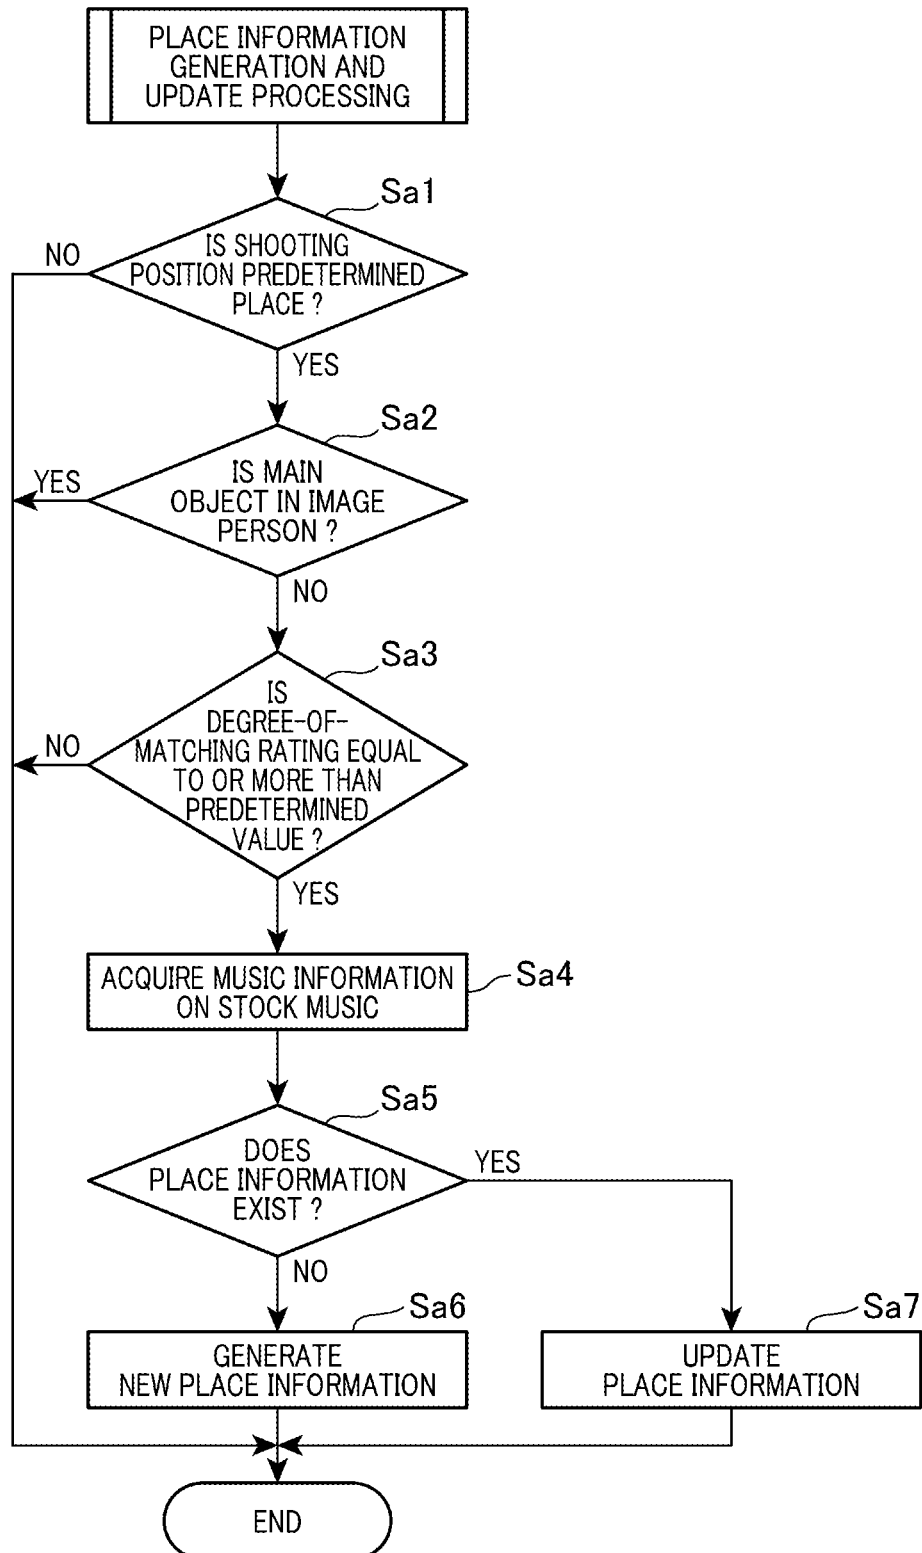 PLACE INFORMATION
GENERATION AND
UPDATE PROCESSING
Sa1
NO
IS SHOOTING
POSITION PREDETERMINED
PLACE ?
YES
Sa2
YES
IS MAIN
OBJECT IN IMAGE
PERSON ?
NO
Sa3
NO
IS
DEGREE-OF-
MATCHING RATING EQUAL
TO OR MORE THAN
PREDETERMINED
VALUE ?
YES
ACQUIRE MUSIC INFORMATION
ON STOCK MUSIC
Sa4
Sa5
DOES
PLACE INFORMATION
EXIST ?
YES
NO
Sa6
GENERATE
NEW PLACE INFORMATION
Sa7
UPDATE
PLACE INFORMATION
END